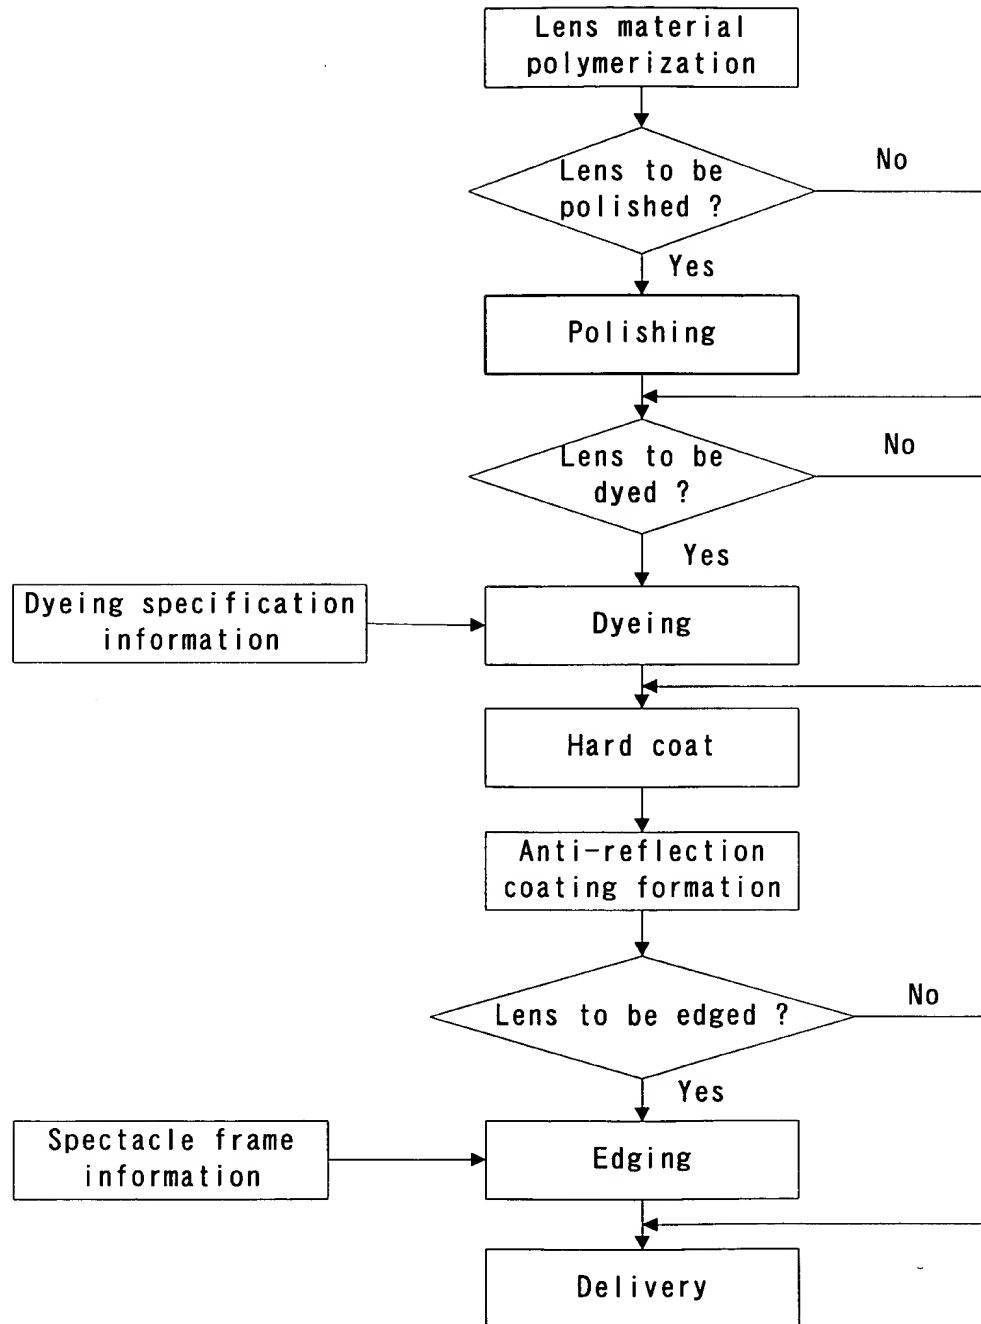 Lens material
polymerization
Lens to be
polished ?
No
Yes
Polishing
Lens to be
dyed ?
No
Yes
Dyeing specification
information
Dyeing
Hard coat
Anti-reflection
coating formation
Lens to be edged ?
No
Yes
Spectacle frame
information
Edging
Delivery